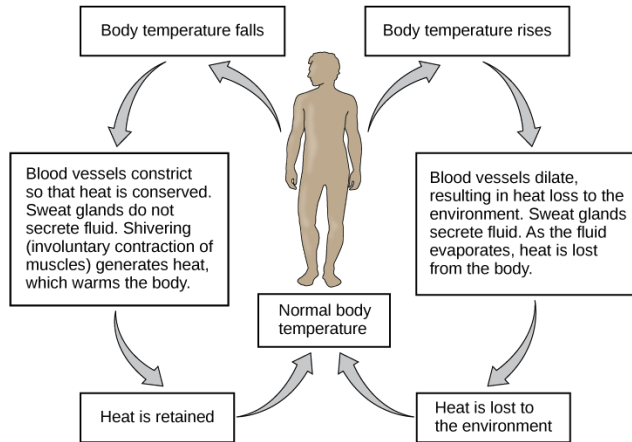 Body temperature falls
Body temperature rises
Blood vessels constrict
so that heat is conserved.
Sweat glands do not
secrete fluid. Shivering
(involuntary contraction of
muscles) generates heat,
which warms the body.
Blood vessels dilate,
resulting in heat loss to the
environment. Sweat glands
secrete fluid. As the fluid
evaporates, heat is lost
from the body.
Normal body
temperature
Heat is retained
Heat is lost to
the environment